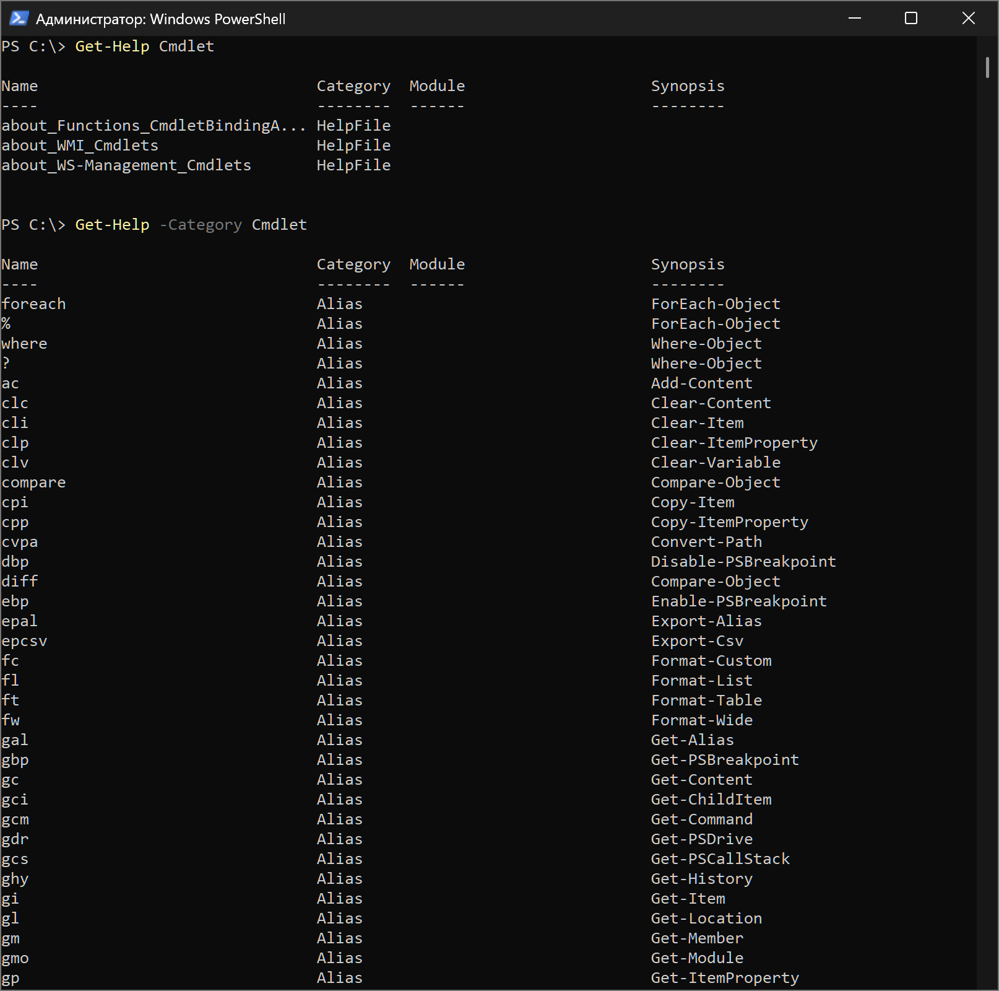 Администратор: Windows PowerShell
PS C:\> Get-Help Cmdlet
Name Category Module Synopsis
---- -------- ------ --------
about_Functions_CmdletBindingA... HelpFile
about_WMI_Cmdlets HelpFile
about_WS-Management_Cmdlets HelpFile
PS C:\> Get-Help -Category Cmdlet
Name Category Module Synopsis
---- -------- ------ --------
foreach Alias ForEach-Object
% Alias ForEach-Object
where Alias Where-Object
? Alias Where-Object
ac Alias Add-Content
clc Alias Clear-Content
cli Alias Clear-Item
clp Alias Clear-ItemProperty
clv Alias Clear-Variable
compare Alias Compare-Object
cpi Alias Copy-Item
cpp Alias Copy-ItemProperty
cvpa Alias Convert-Path
dbp Alias Disable-PSBreakpoint
diff Alias Compare-Object
ebp Alias Enable-PSBreakpoint
epal Alias Export-Alias
epcsv Alias Export-Csv
fc Alias Format-Custom
fl Alias Format-List
ft Alias Format-Table
fw Alias Format-Wide
gal Alias Get-Alias
gbp Alias Get-PSBreakpoint
gc Alias Get-Content
gci Alias Get-ChildItem
gcm Alias Get-Command
gdr Alias Get-PSDrive
gcs Alias Get-PSCallStack
ghy Alias Get-History
gi Alias Get-Item
gl Alias Get-Location
gm Alias Get-Member
gmo Alias Get-Module
gp Alias Get-ItemProperty